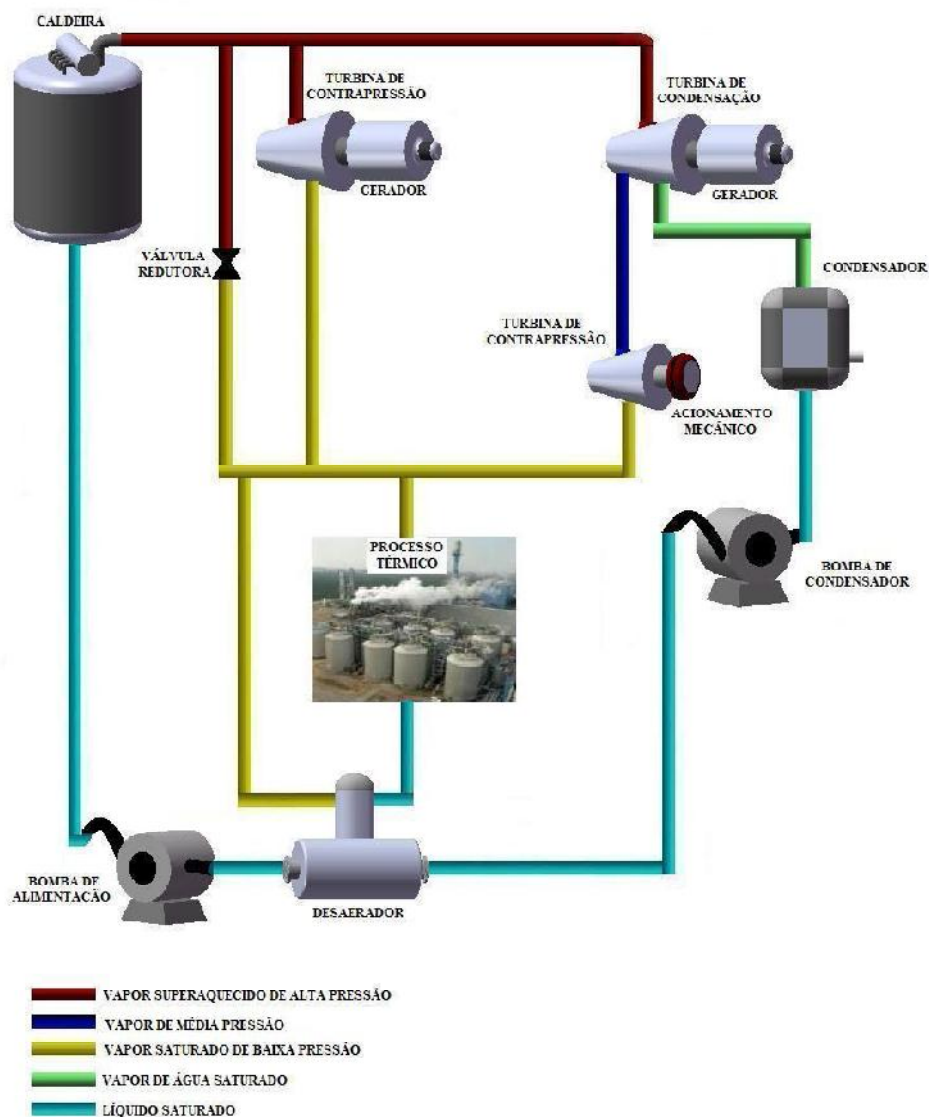 CALDEIRA
TURBINA DE
CONTRAPRESSÃO
TURBINA DE
CONDENSAÇÃO
GERADOR
GERADOR
VÁLVULA
REDUTORA
CONDENSADOR
TURBINA DE
CONTRAPRESSÃO
ACIONAMENTO
MECÂNICO
PROCESSO
TÉRMICO
BOMBA DE
CONDENSADOR
BOMBA DE
ALIMENTAÇÃO
DESAERADOR
VAPOR SUPERAQUECIDO DE ALTA PRESSÃO
VAPOR DE MÉDIA PRESSÃO
VAPOR SATURADO DE BAIXA PRESSÃO
VAPOR DE ÁGUA SATURADO
LÍQUIDO SATURADO